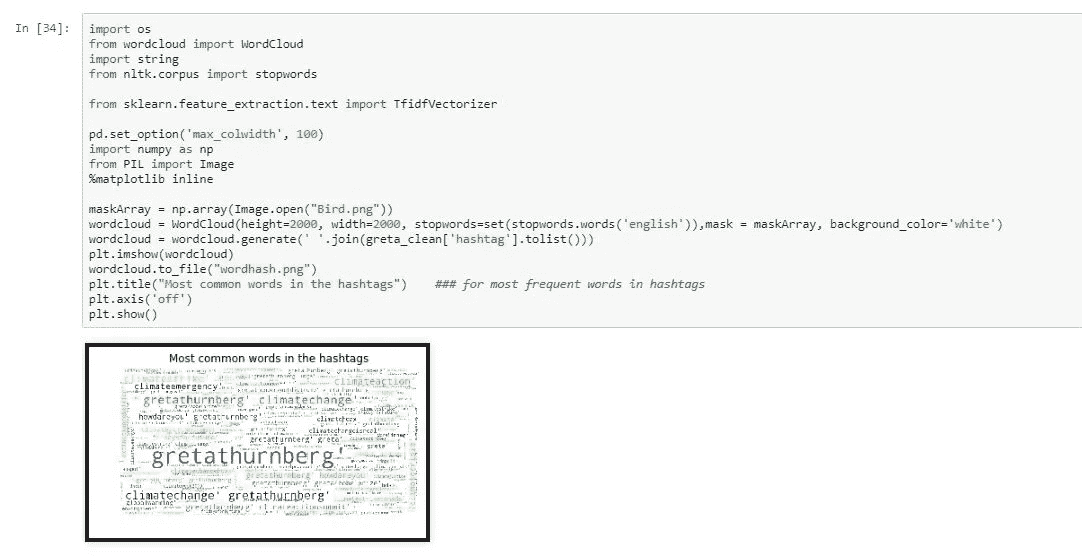 In [34]:
import os
from wordcloud import WordCloud
import string
from nltk.corpus import stopwords
from sklearn.feature_extraction.text import TfidfVectorizer
pd.set_option('max_colwidth', 100)
import numpy as np
from PIL import Image
%matplotlib inline
maskArray = np.array(Image.open("Bird.png"))
wordcloud = WordCloud(height=2000, width=2000, stopwords=set(stopwords.words('english')),mask = maskArray, background_color='white')
wordcloud = wordcloud.generate(' '.join(greta_clean['hashtag'].tolist()))
plt.imshow(wordcloud)
wordcloud.to_file("wordhash.png")
plt.title("Most common words in the hashtags")    ### for most frequent words in hashtags
plt.axis('off')
plt.show()
Most common words in the hashtags
climateemergency'
climateaction
gretathurnberg' climatechange'
howdareyou' gretathurnberg'
climatechangeisreal'
gretathurnberg' greta'
gretathurnberg'
climatechange' gretathurnberg'